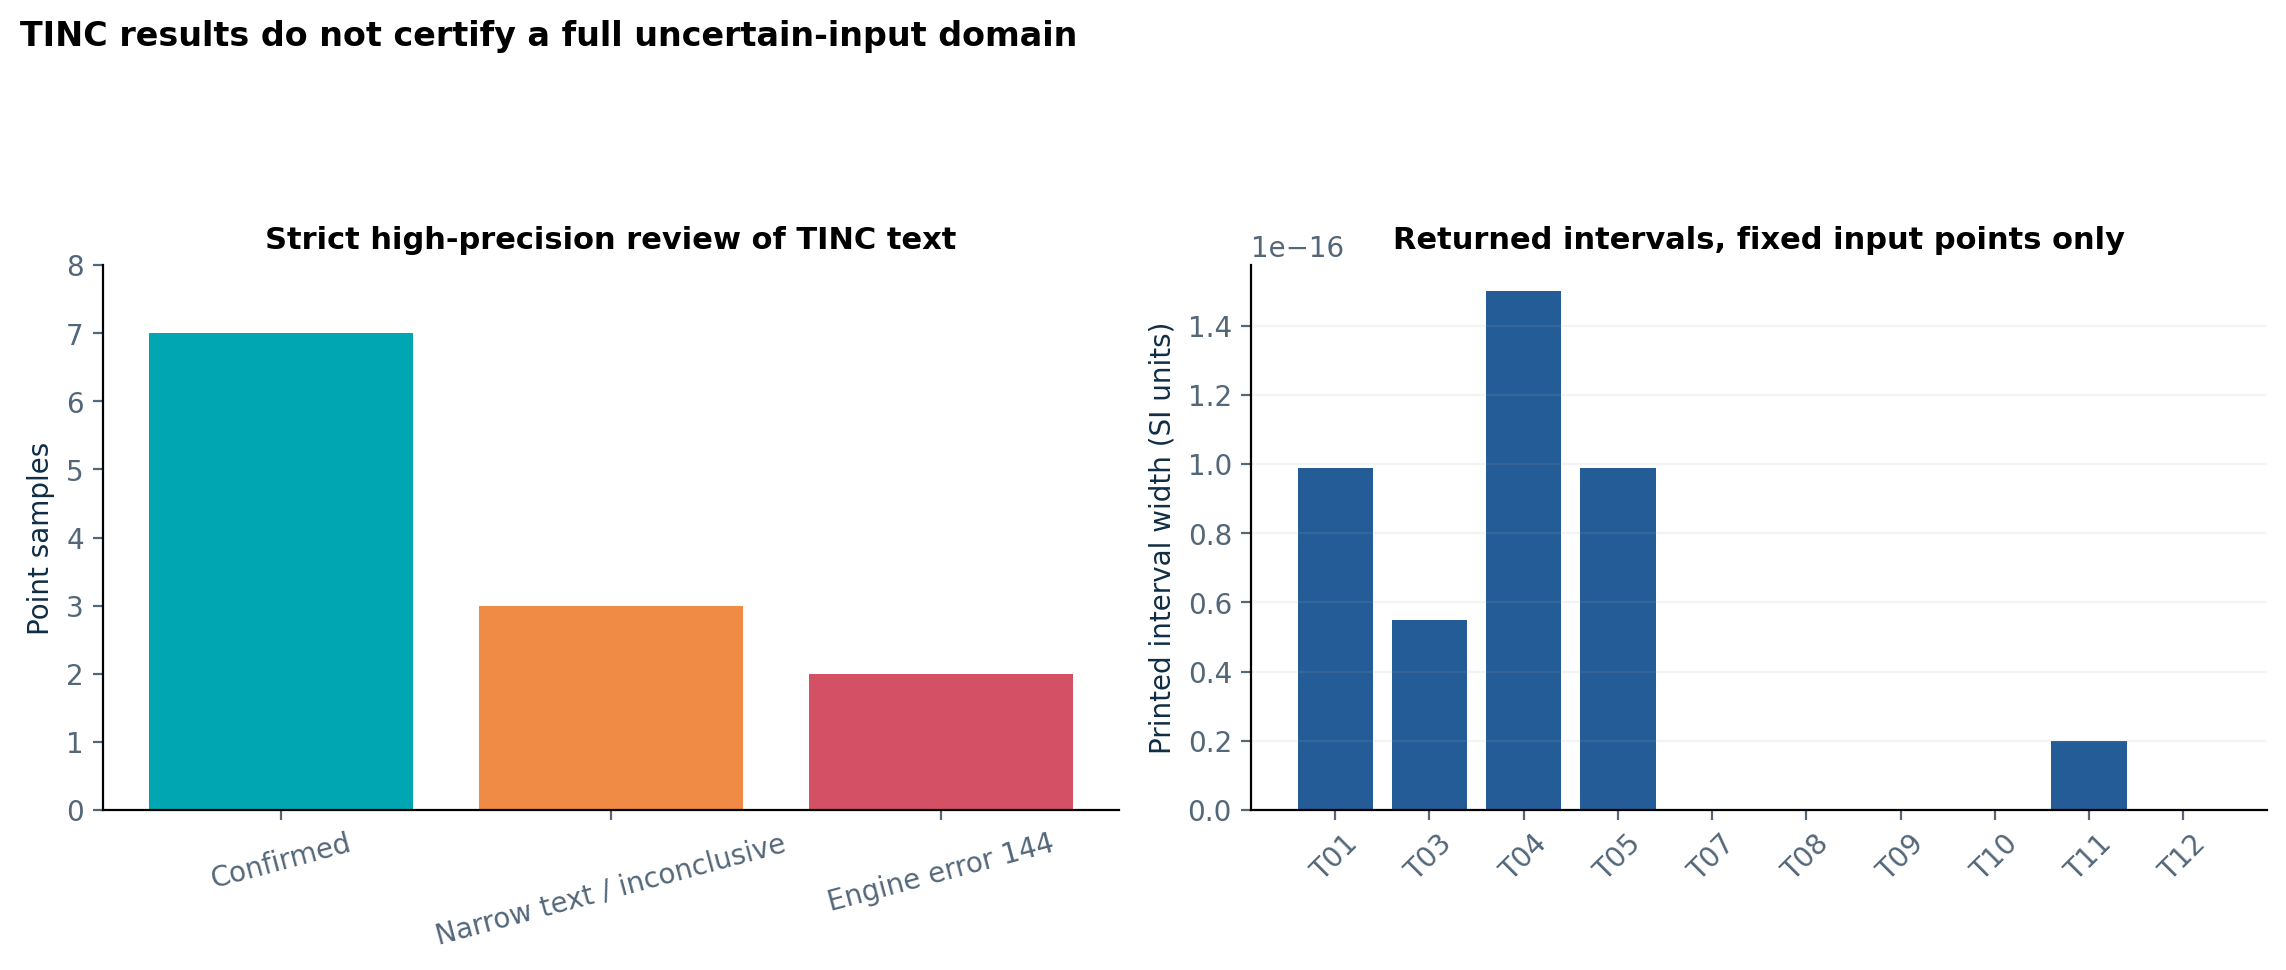 TINC results do not certify a full uncertain-input domain
Strict high-precision review of TINC text
8
7
6
5
4
3
2
1
0
Point samples
Confirmed
Narrow text / inconclusive
Engine error 144
Returned intervals, fixed input points only
1e−16
1.4
1.2
1.0
0.8
0.6
0.4
0.2
0.0
Printed interval width (SI units)
T01
T03
T04
T05
T07
T08
T09
T10
T11
T12